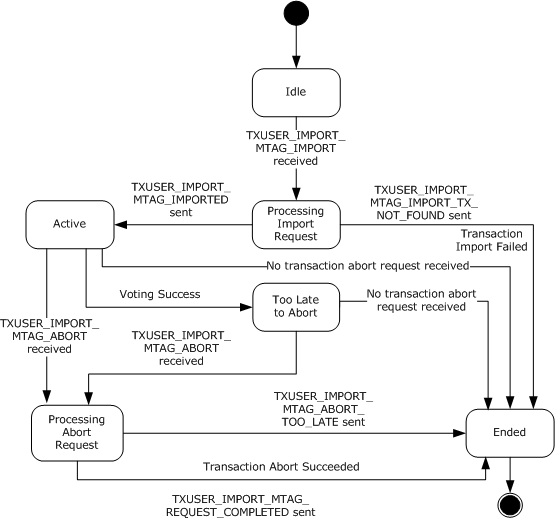 Idle
TXUSER_IMPORT_
MTAG_IMPORT
received
TXUSER_IMPORT_
MTAG_IMPORTED
sent
TXUSER_IMPORT_
MTAG_IMPORT_TX_
NOT_FOUND sent
Processing
Import
Request
Active
Transaction
Import Failed
No transaction abort request received
Voting Success
Too Late
to Abort
No transaction abort
request received
TXUSER_IMPORT_
MTAG_ABORT
received
TXUSER_IMPORT_
MTAG_ABORT
received
TXUSER_IMPORT_
MTAG_ABORT_
TOO_LATE sent
Processing
Abort
Request
Ended
Transaction Abort Succeeded
TXUSER_IMPORT_MTAG_
REQUEST_COMPLETED sent